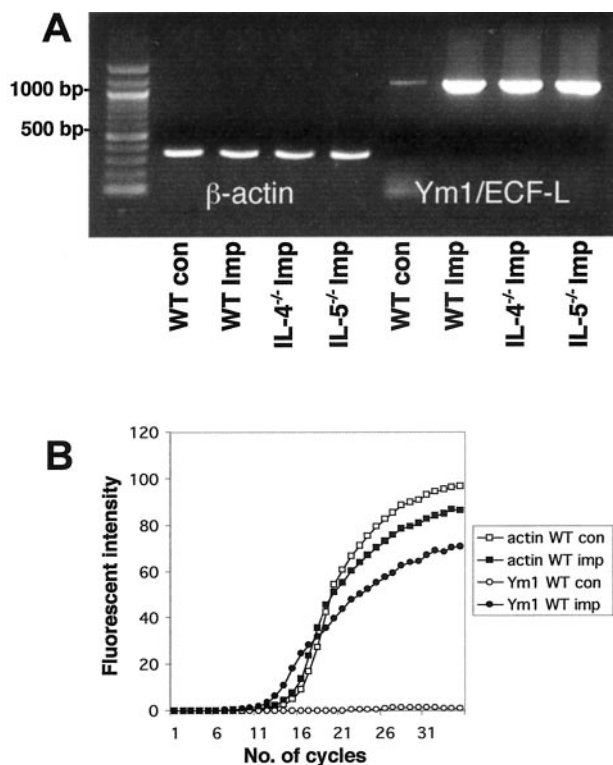 A
1000 bp-
500 bp-
β-actin
Ym1/ECF-L
WT con
WT Imp
IL-4-/- Imp
IL-5-/- Imp
WT con
WT Imp
IL-4-/- Imp
IL-5-/- Imp
B
Fluorescent intensity
120
100
80
60
40
20
0
1 6 11 16 21 26 31
No. of cycles
actin WT con
actin WT imp
Ym1 WT con
Ym1 WT imp